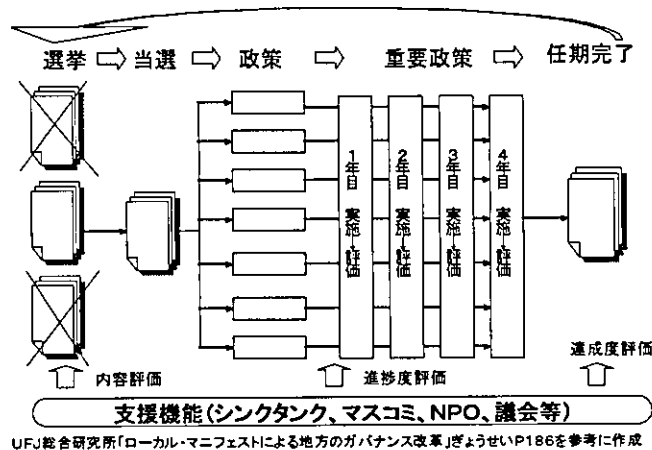 選挙 ⇨ 当選 ⇨ 政策 ⇨ 重要政策 ⇨ 任期完了
1年目 実施→評価
2年目 実施→評価
3年目 実施→評価
4年目 実施→評価
内容評価
進捗度評価
達成度評価
支援機能(シンクタンク、マスコミ、NPO、議会等)
UFJ総合研究所「ローカル・マニフェストによる地方のガバナンス改革」ぎょうせいP186を参考に作成